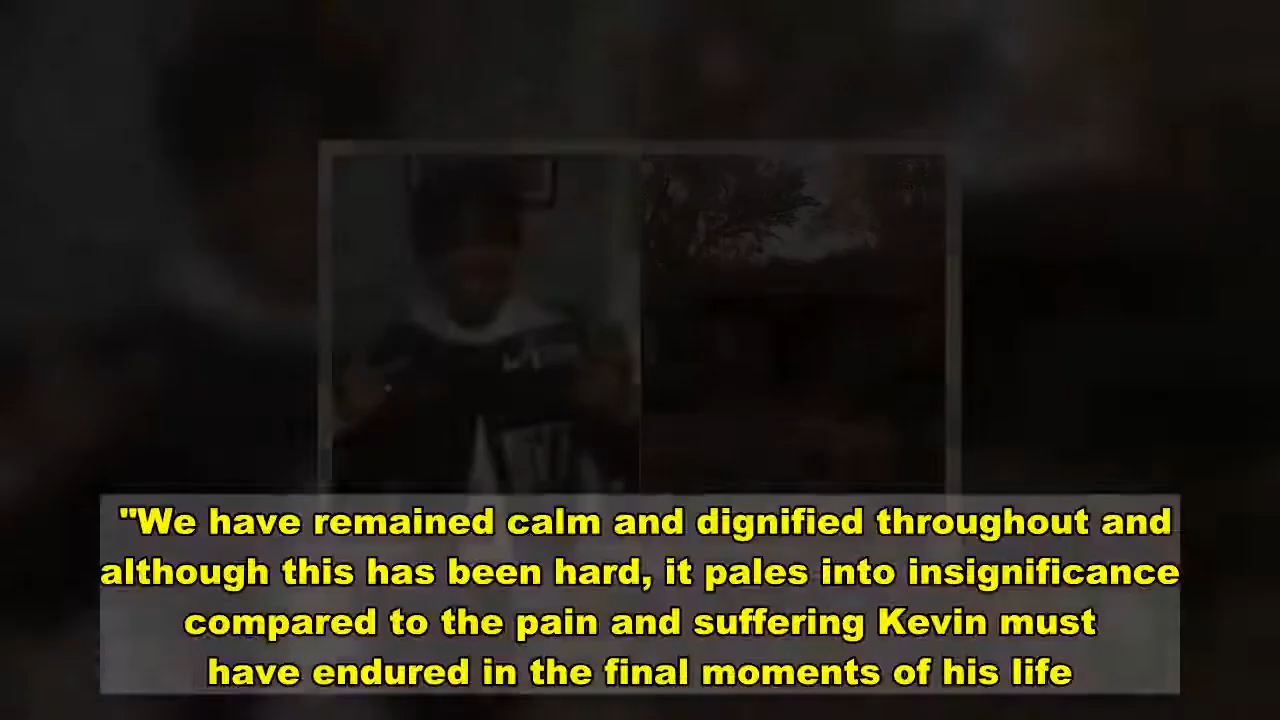 "We have remained calm and dignified throughout and
although this has been hard, it pales into insignificance
compared to the pain and suffering Kevin must
have endured in the final moments of his life